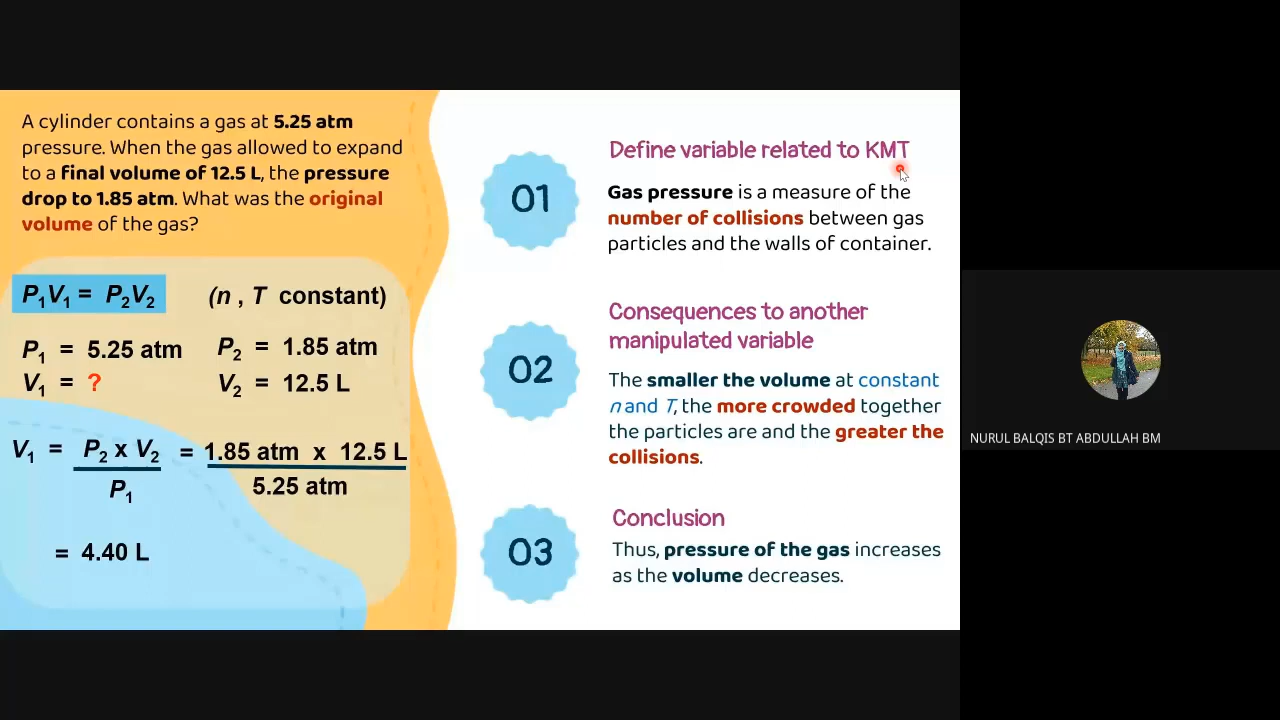 A cylinder contains a gas at 5.25 atm
pressure. When the gas allowed to expand
to a final volume of 12.5 L, the pressure
drop to 1.85 atm. What was the original
volume of the gas?
P₁V₁ = P₂V₂ (n , T constant)
P₁ = 5.25 atm P₂ = 1.85 atm
V₁ = ? V₂ = 12.5 L
V₁ = P₂ x V₂ = 1.85 atm x 12.5 L
P₁ 5.25 atm
= 4.40 L
01
Define variable related to KMT
Gas pressure is a measure of the
number of collisions between gas
particles and the walls of container.
02
Consequences to another
manipulated variable
The smaller the volume at constant
n and T, the more crowded together
the particles are and the greater the
collisions.
03
Conclusion
Thus, pressure of the gas increases
as the volume decreases.
NURUL BALQIS BT ABDULLAH BM